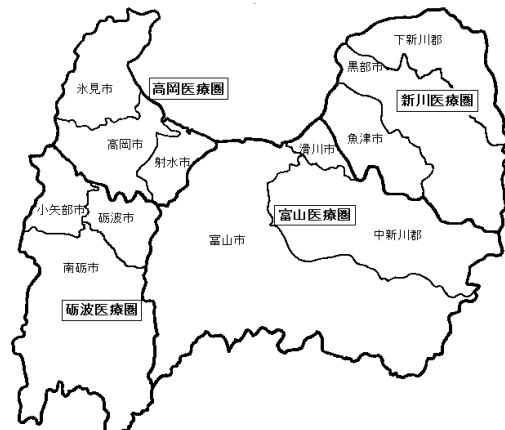 下新川郡
黒部市
氷見市
高岡医療圏
新川医療圏
魚津市
高岡市
滑川市
射水市
小矢部市
砺波市
富山医療圏
富山市
中新川郡
南砺市
砺波医療圏